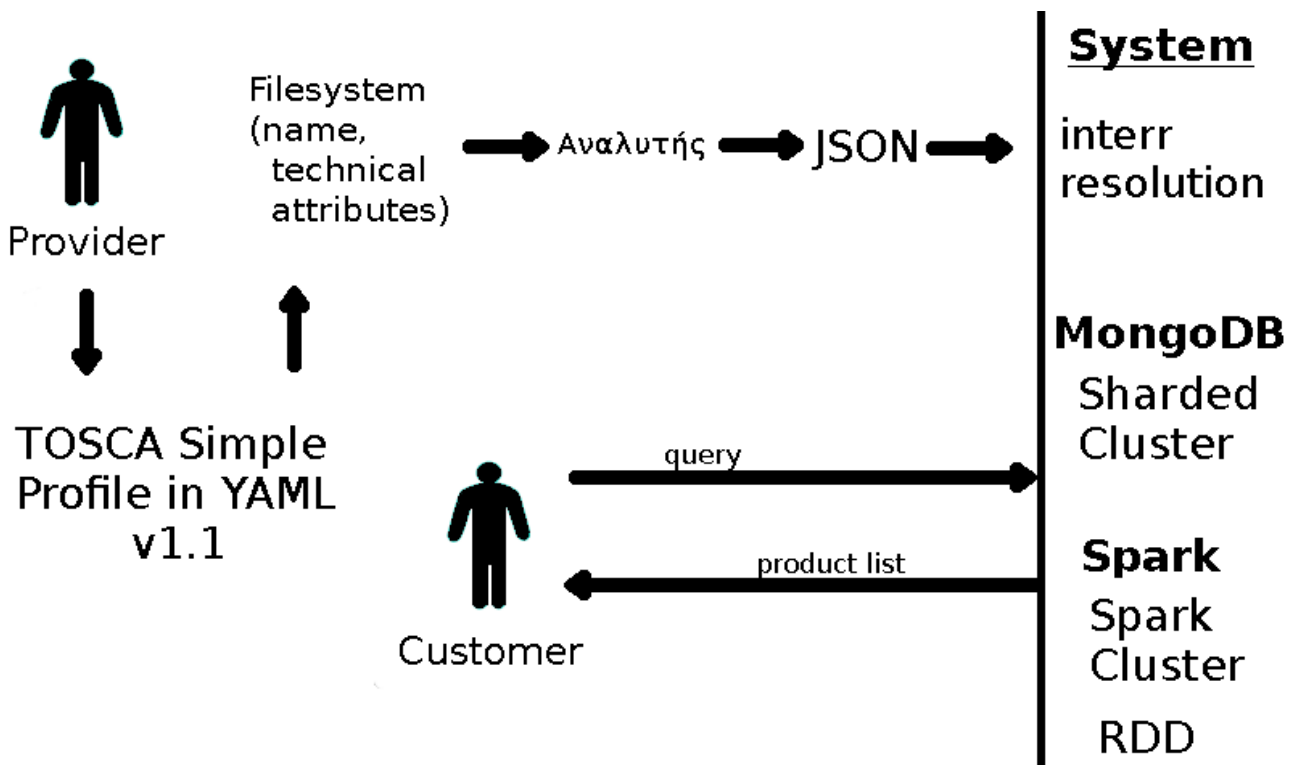 System
Filesystem
(name,
technical
attributes)
Αναλυτής
JSON
interr
resolution
Provider
MongoDB
Sharded
Cluster
TOSCA Simple
Profile in YAML
v1.1
query
product list
Customer
Spark
Spark
Cluster
RDD